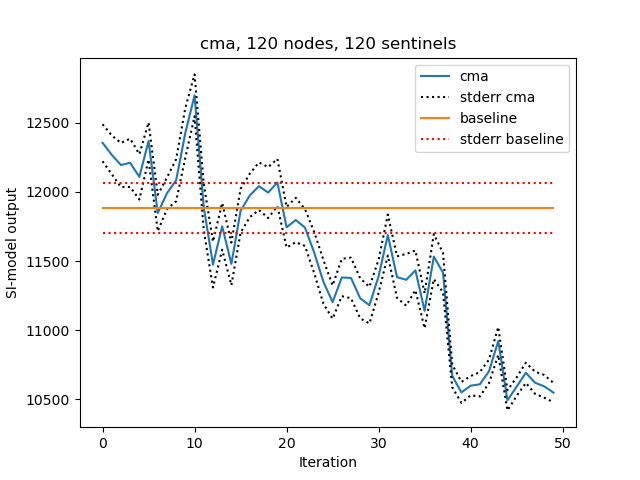 cma, 120 nodes, 120 sentinels
cma
stderr cma
baseline
stderr baseline
SI-model output
12500
12000
11500
11000
10500
0 10 20 30 40 50
Iteration